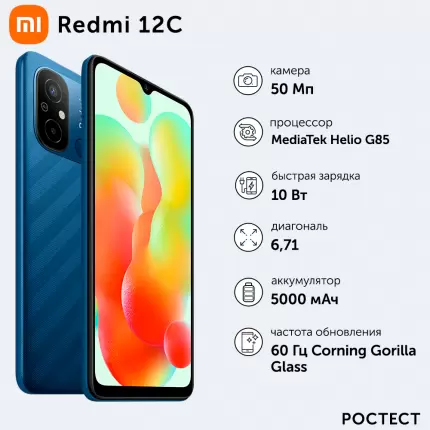 mi Redmi 12C
камера
50 Мп
процессор
MediaTek Helio G85
быстрая зарядка
10 Вт
диагональ
6,71
аккумулятор
5000 мАч
частота обновления
60 Гц Corning Gorilla
Glass
РОСТЕСТ